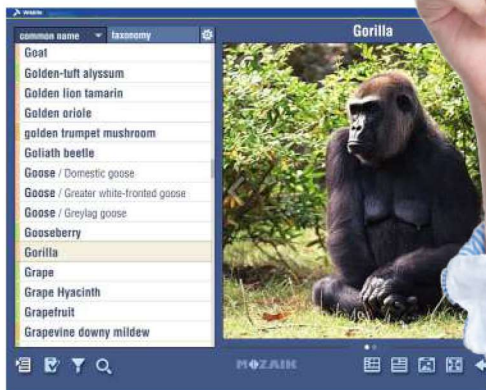 Wildlife
common name taxonomy
Gorilla
Goat
Golden-tuft alyssum
Golden lion tamarin
Golden oriole
golden trumpet mushroom
Goliath beetle
Goose / Domestic goose
Goose / Greater white-fronted goose
Goose / Greylag goose
Gooseberry
Gorilla
Grape
Grape Hyacinth
Grapefruit
Grapevine downy mildew
MOZAIK